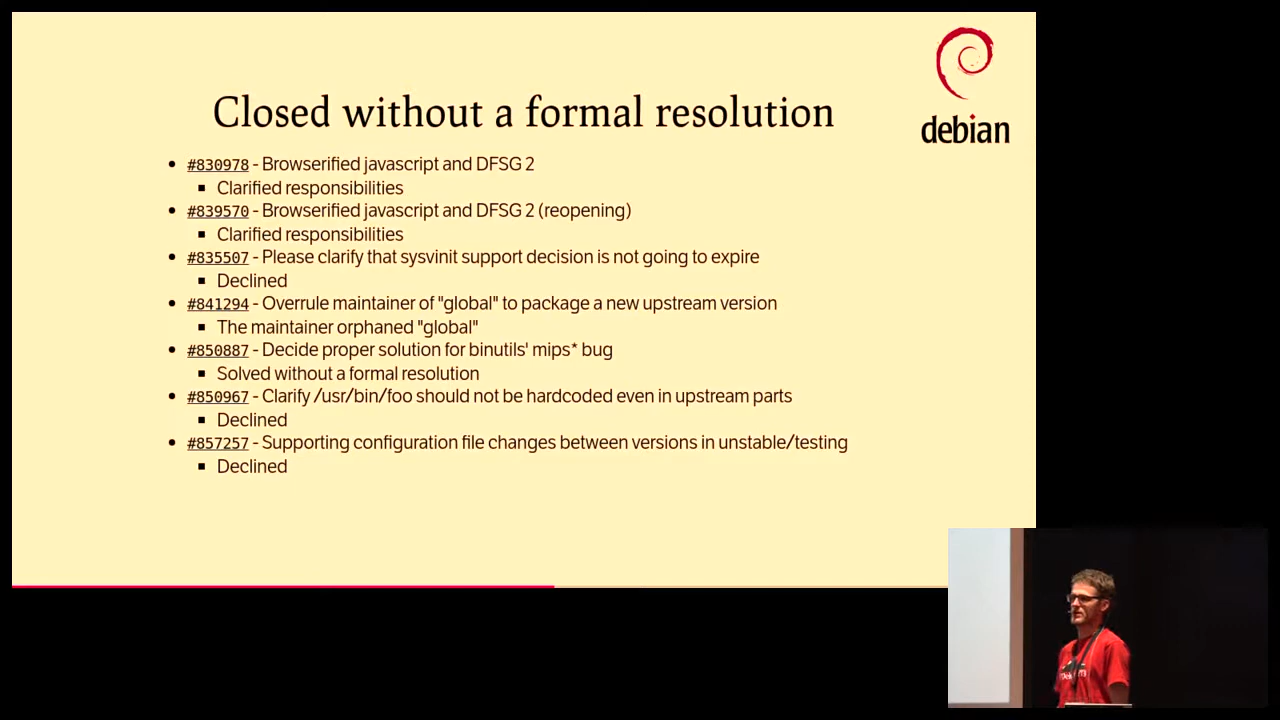 debian
Closed without a formal resolution
#830978 - Browserified javascript and DFSG 2
Clarified responsibilities
#839570 - Browserified javascript and DFSG 2 (reopening)
Clarified responsibilities
#835507 - Please clarify that sysvinit support decision is not going to expire
Declined
#841294 - Overrule maintainer of "global" to package a new upstream version
The maintainer orphaned "global"
#850887 - Decide proper solution for binutils' mips* bug
Solved without a formal resolution
#850967 - Clarify /usr/bin/foo should not be hardcoded even in upstream parts
Declined
#857257 - Supporting configuration file changes between versions in unstable/testing
Declined